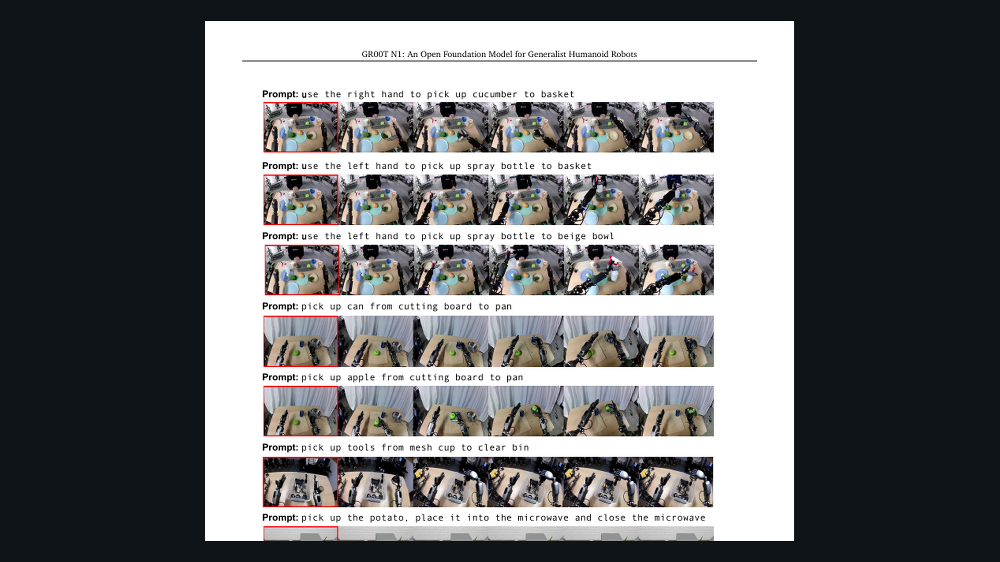 GR00T N1: An Open Foundation Model for Generalist Humanoid Robots
Prompt: use the right hand to pick up cucumber to basket
Prompt: use the left hand to pick up spray bottle to basket
Prompt: use the left hand to pick up spray bottle to beige bowl
Prompt: pick up can from cutting board to pan
Prompt: pick up apple from cutting board to pan
Prompt: pick up tools from mesh cup to clear bin
Prompt: pick up the potato, place it into the microwave and close the microwave